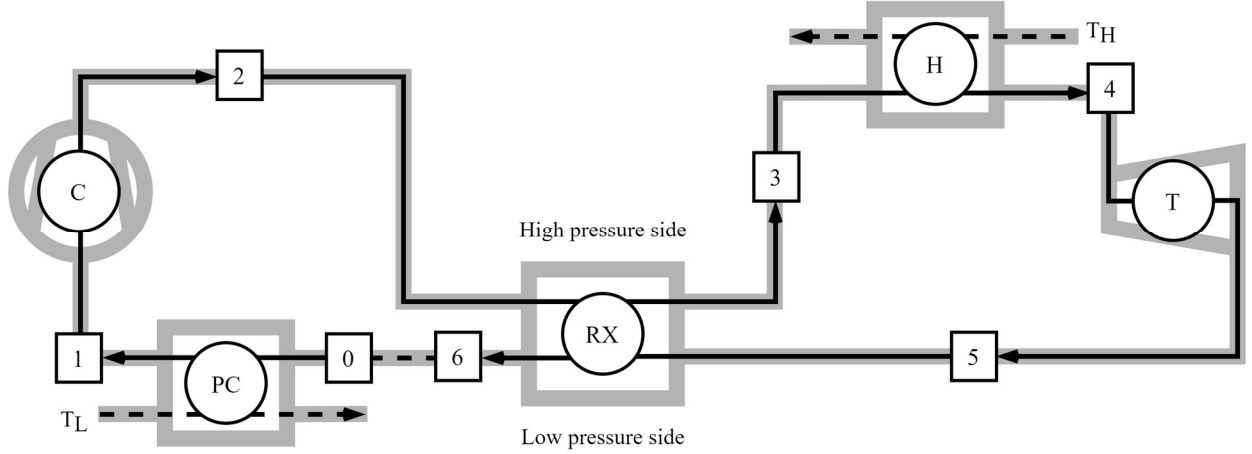 T_H
H
2
4
C
3
T
High pressure side
RX
1
0
6
5
PC
T_L
Low pressure side